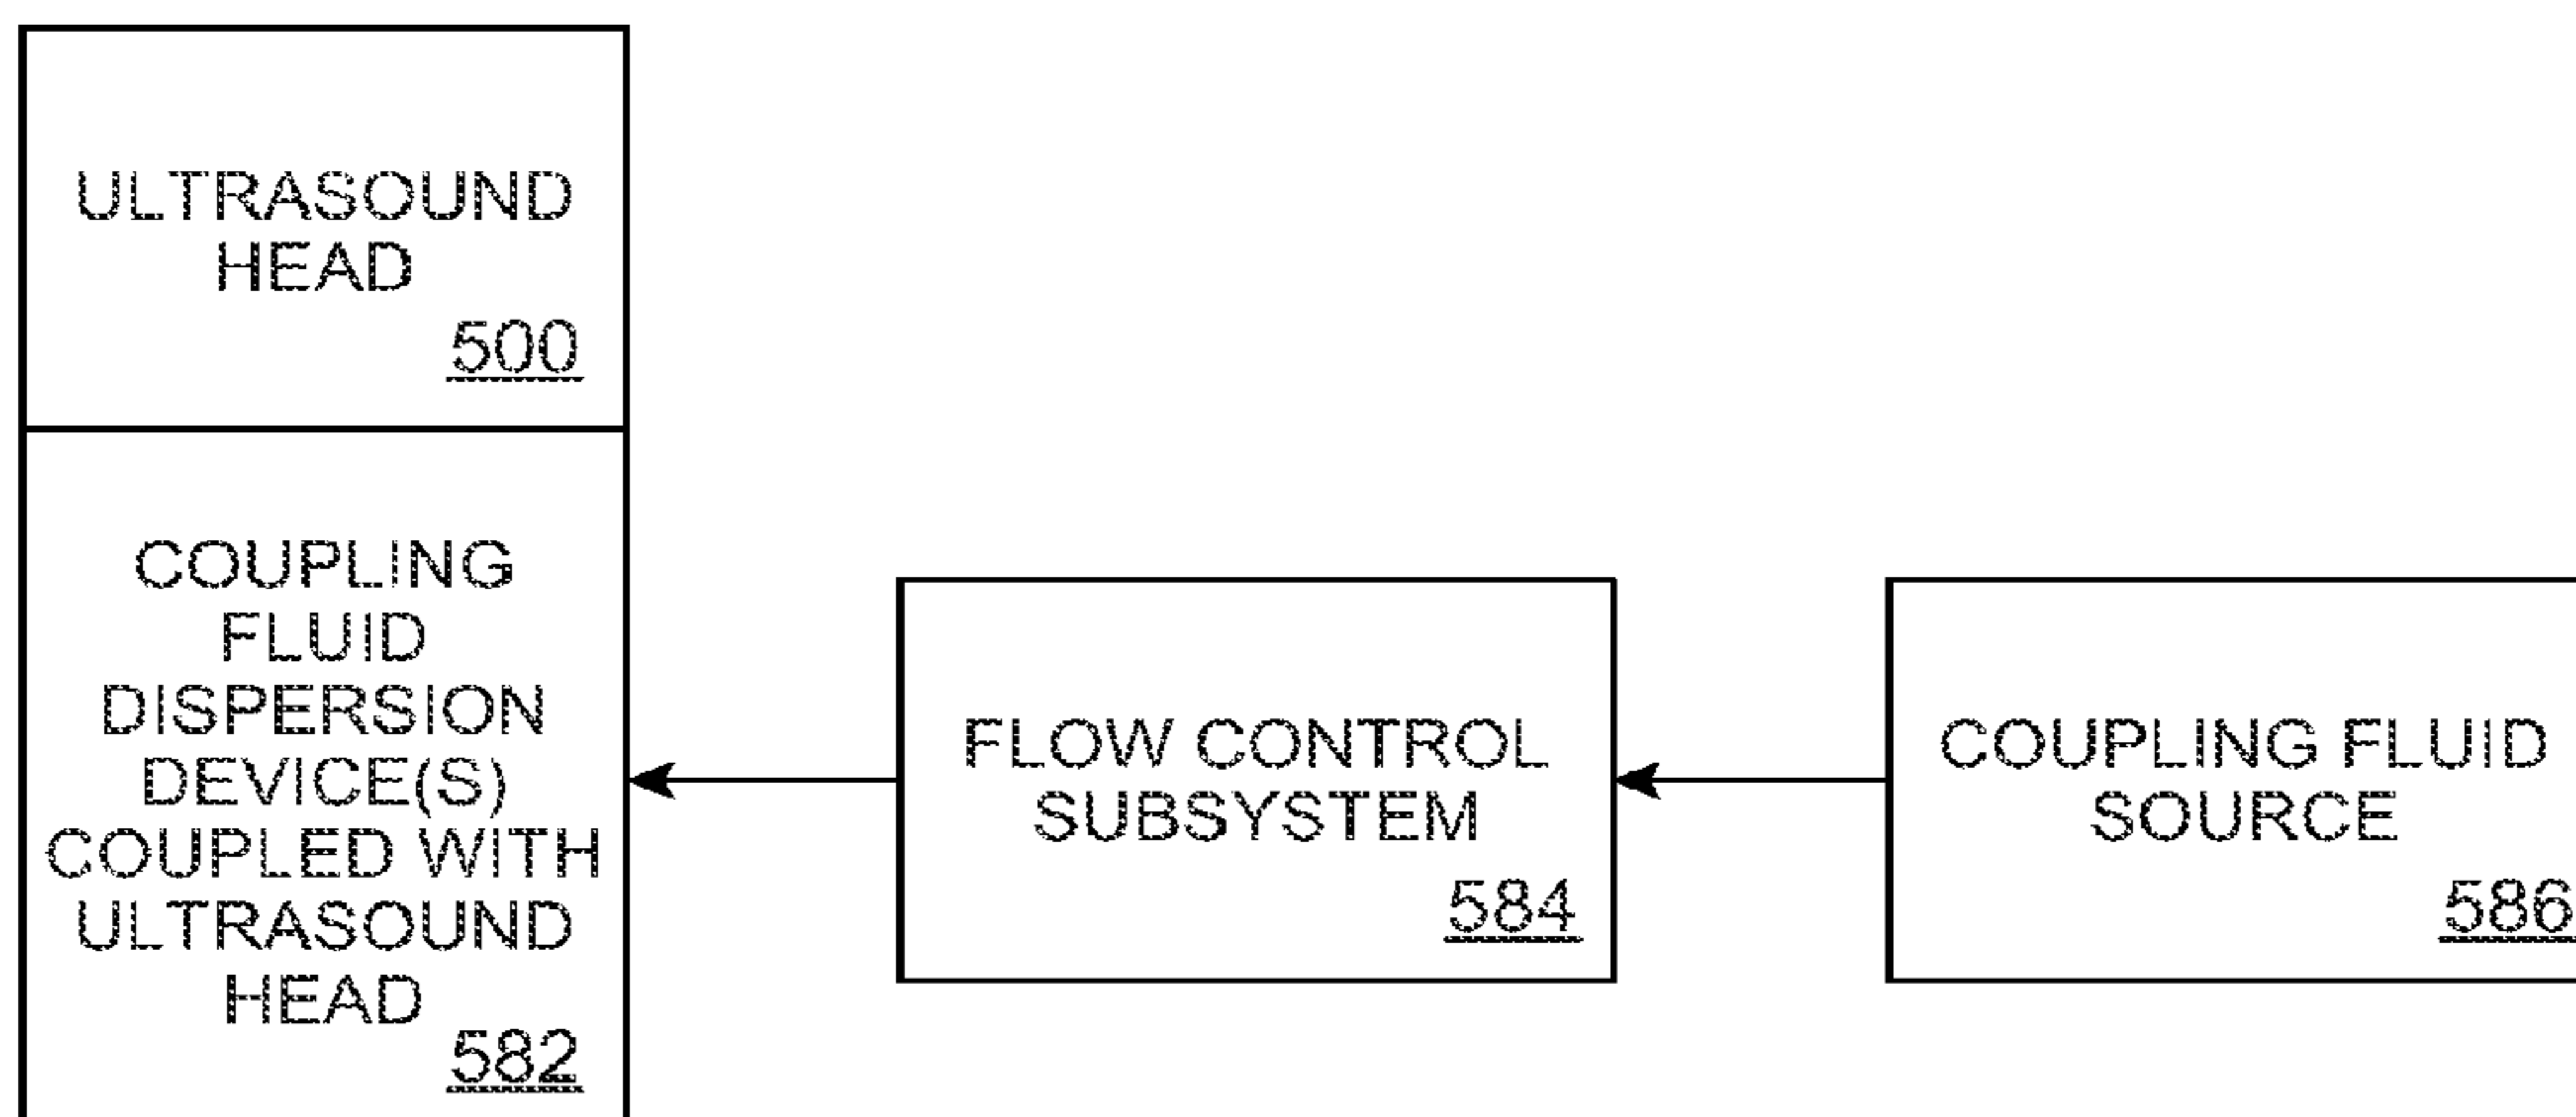 ULTRASOUND
HEAD
500
COUPLING
FLUID
DISPERSION
DEVICE(S)
COUPLED WITH
ULTRASOUND
HEAD
582
FLOW CONTROL
SUBSYSTEM
584
COUPLING FLUID
SOURCE
586